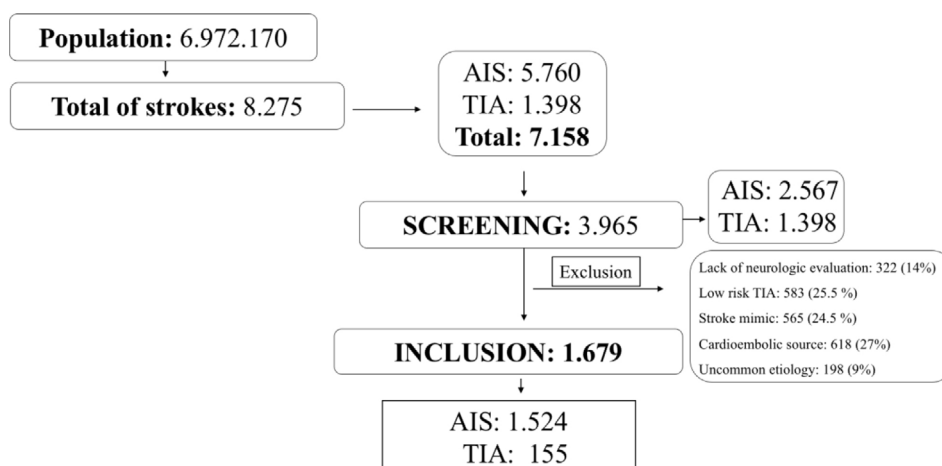 Population: 6.972.170
Total of strokes: 8.275
AIS: 5.760
TIA: 1.398
Total: 7.158
SCREENING: 3.965
AIS: 2.567
TIA: 1.398
Exclusion
Lack of neurologic evaluation: 322 (14%)
Low risk TIA: 583 (25.5 %)
Stroke mimic: 565 (24.5 %)
Cardioembolic source: 618 (27%)
Uncommon etiology: 198 (9%)
INCLUSION: 1.679
AIS: 1.524
TIA: 155